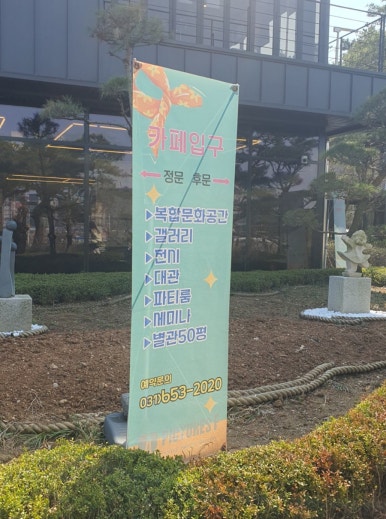 카페입구
← 정문 후문 →
▶복합문화공간
▶갤러리
▶전시
▶대관
▶파티룸
▶세미나
▶별관50평
예약문의
031)653-2020